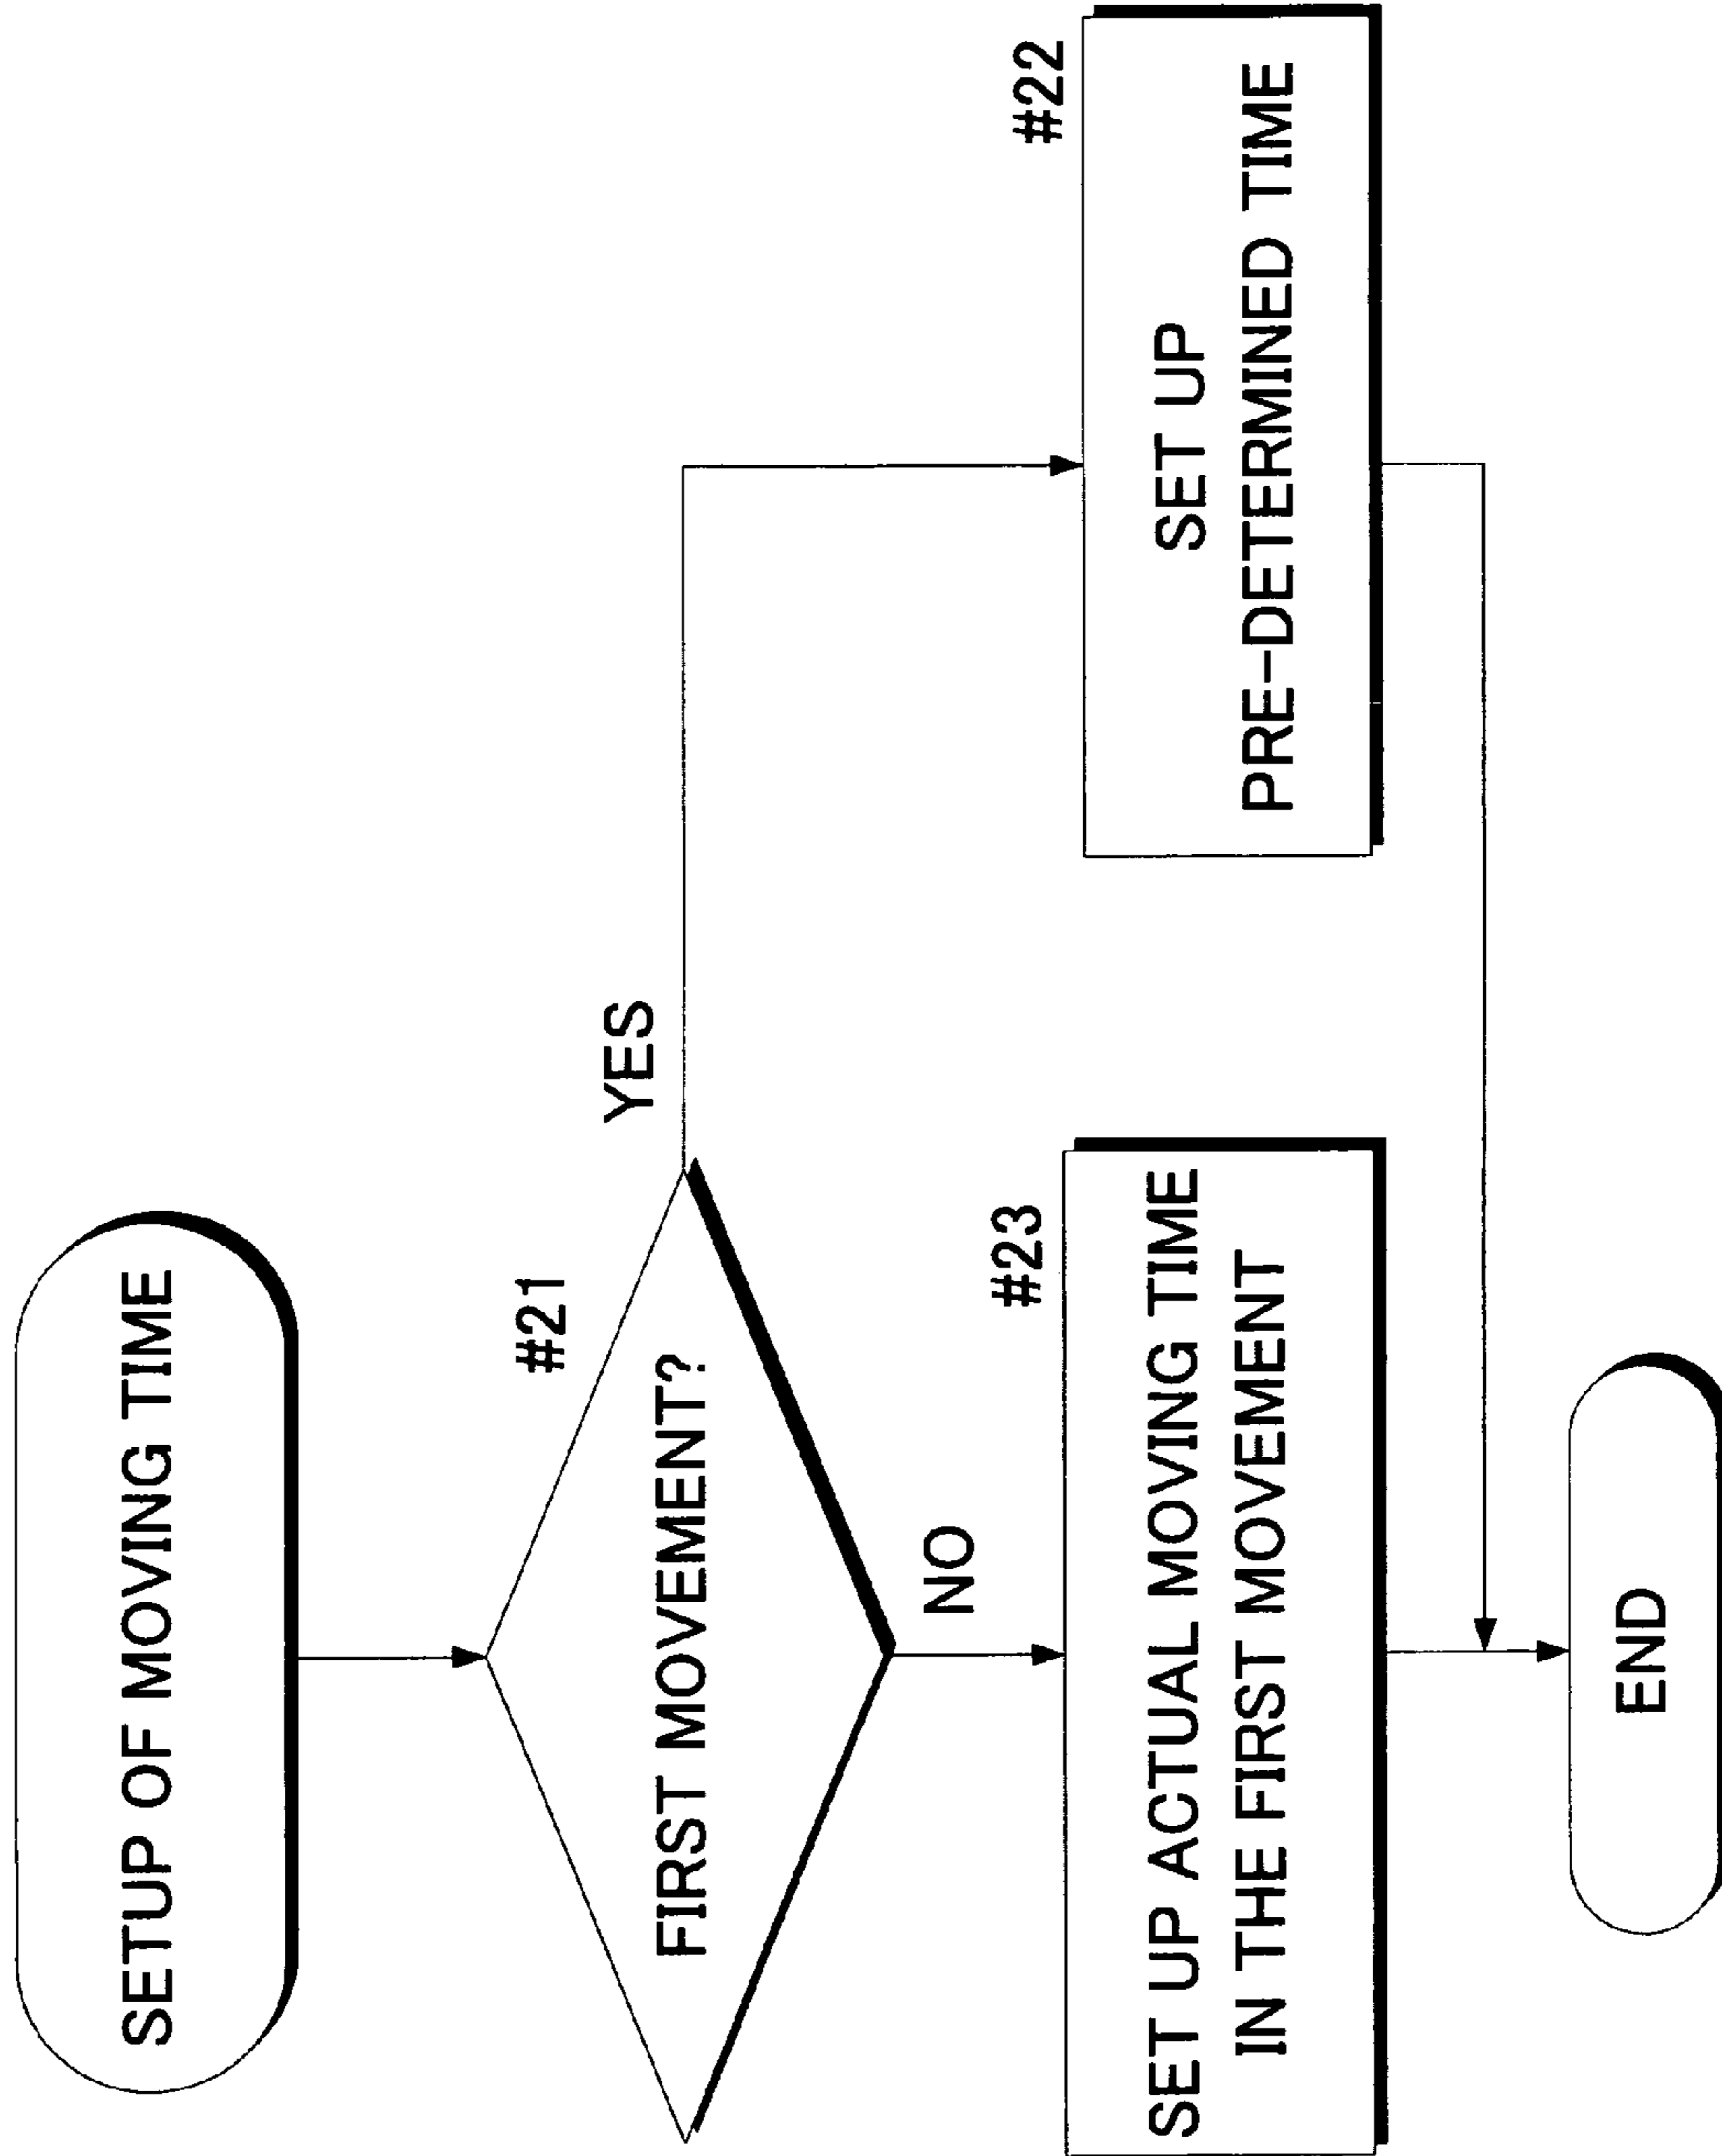 SETUP OF MOVING TIME
#21
FIRST MOVEMENT?
YES
NO
#22
SET UP
PRE-DETERMINED TIME
#23
SET UP ACTUAL MOVING TIME
IN THE FIRST MOVEMENT
END